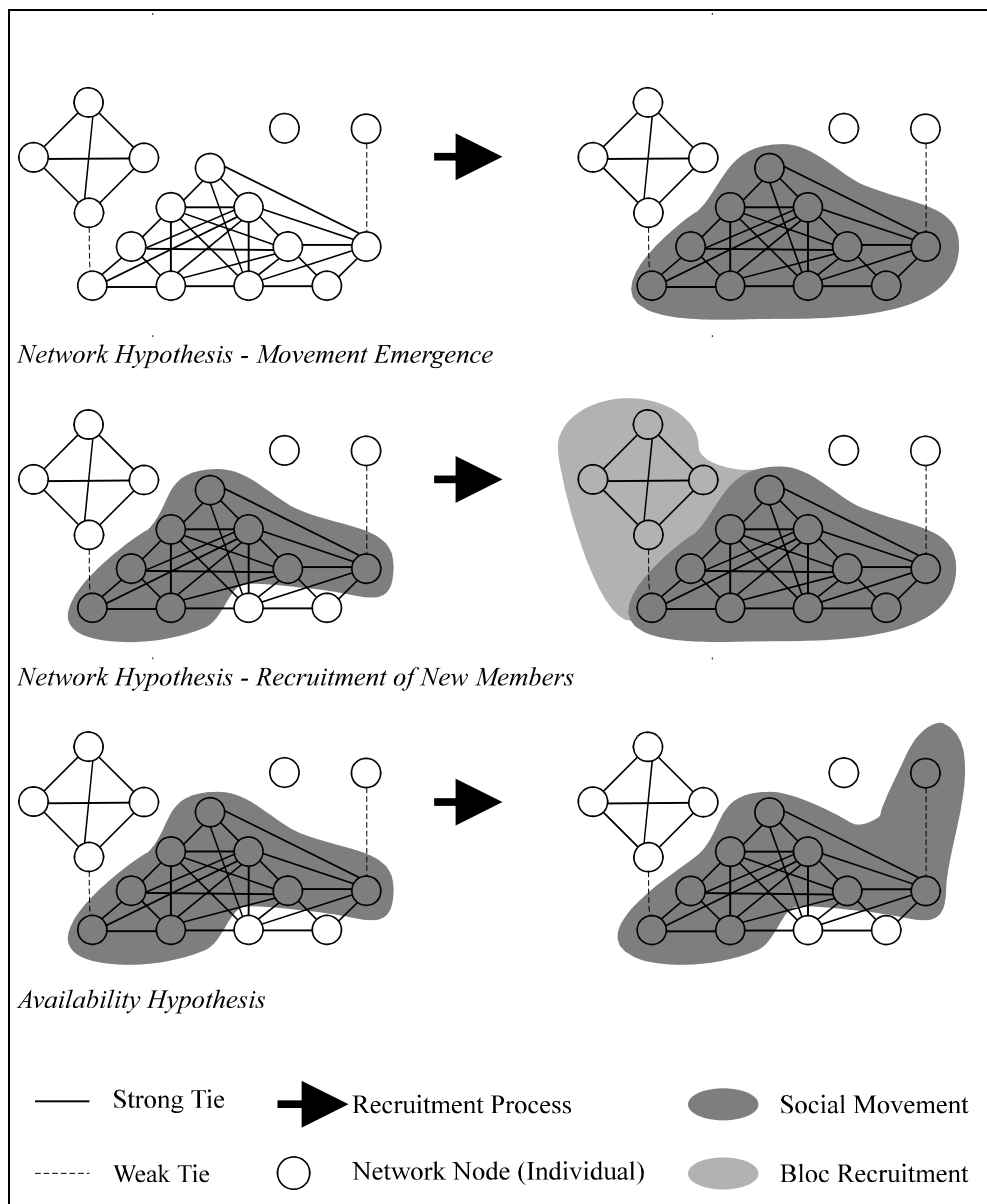 Network Hypothesis - Movement Emergence
Network Hypothesis - Recruitment of New Members
Availability Hypothesis
Strong Tie
Recruitment Process
Social Movement
Weak Tie
Network Node (Individual)
Bloc Recruitment